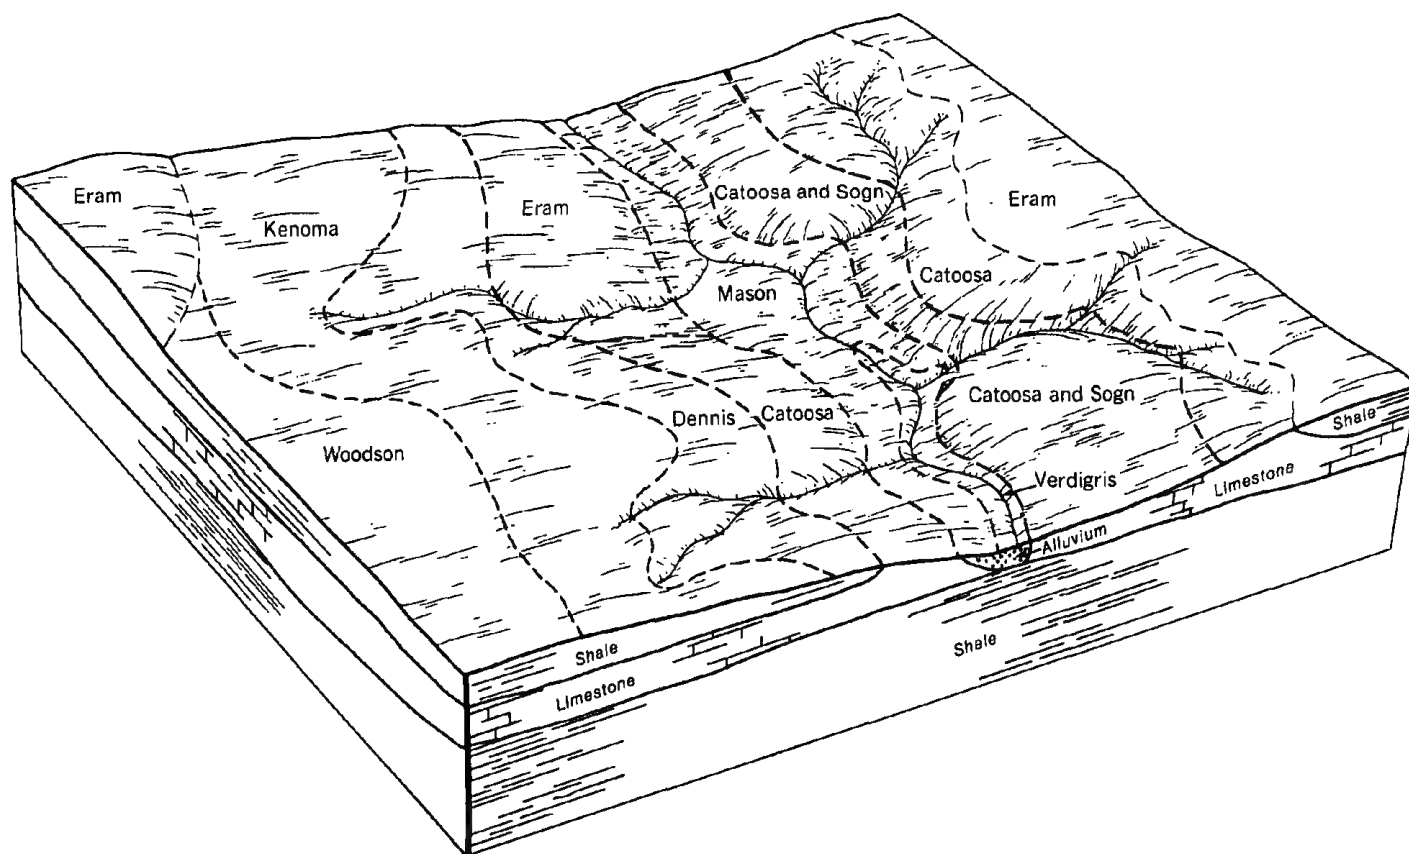 Eram
Kenoma
Eram
Catoosa and Sogn
Eram
Mason
Catoosa
Woodson
Dennis
Catoosa
Catoosa and Sogn
Verdigris
Shale
Limestone
Alluvium
Shale
Limestone
Shale